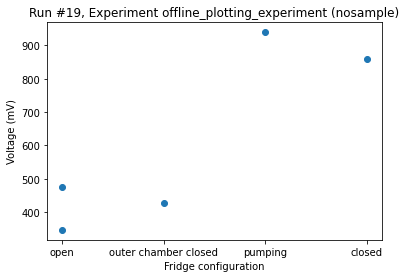 Run #19, Experiment offline_plotting_experiment (nosample)
900
800
700
600
500
400
Voltage (mV)
open
outer chamber closed
pumping
closed
Fridge configuration